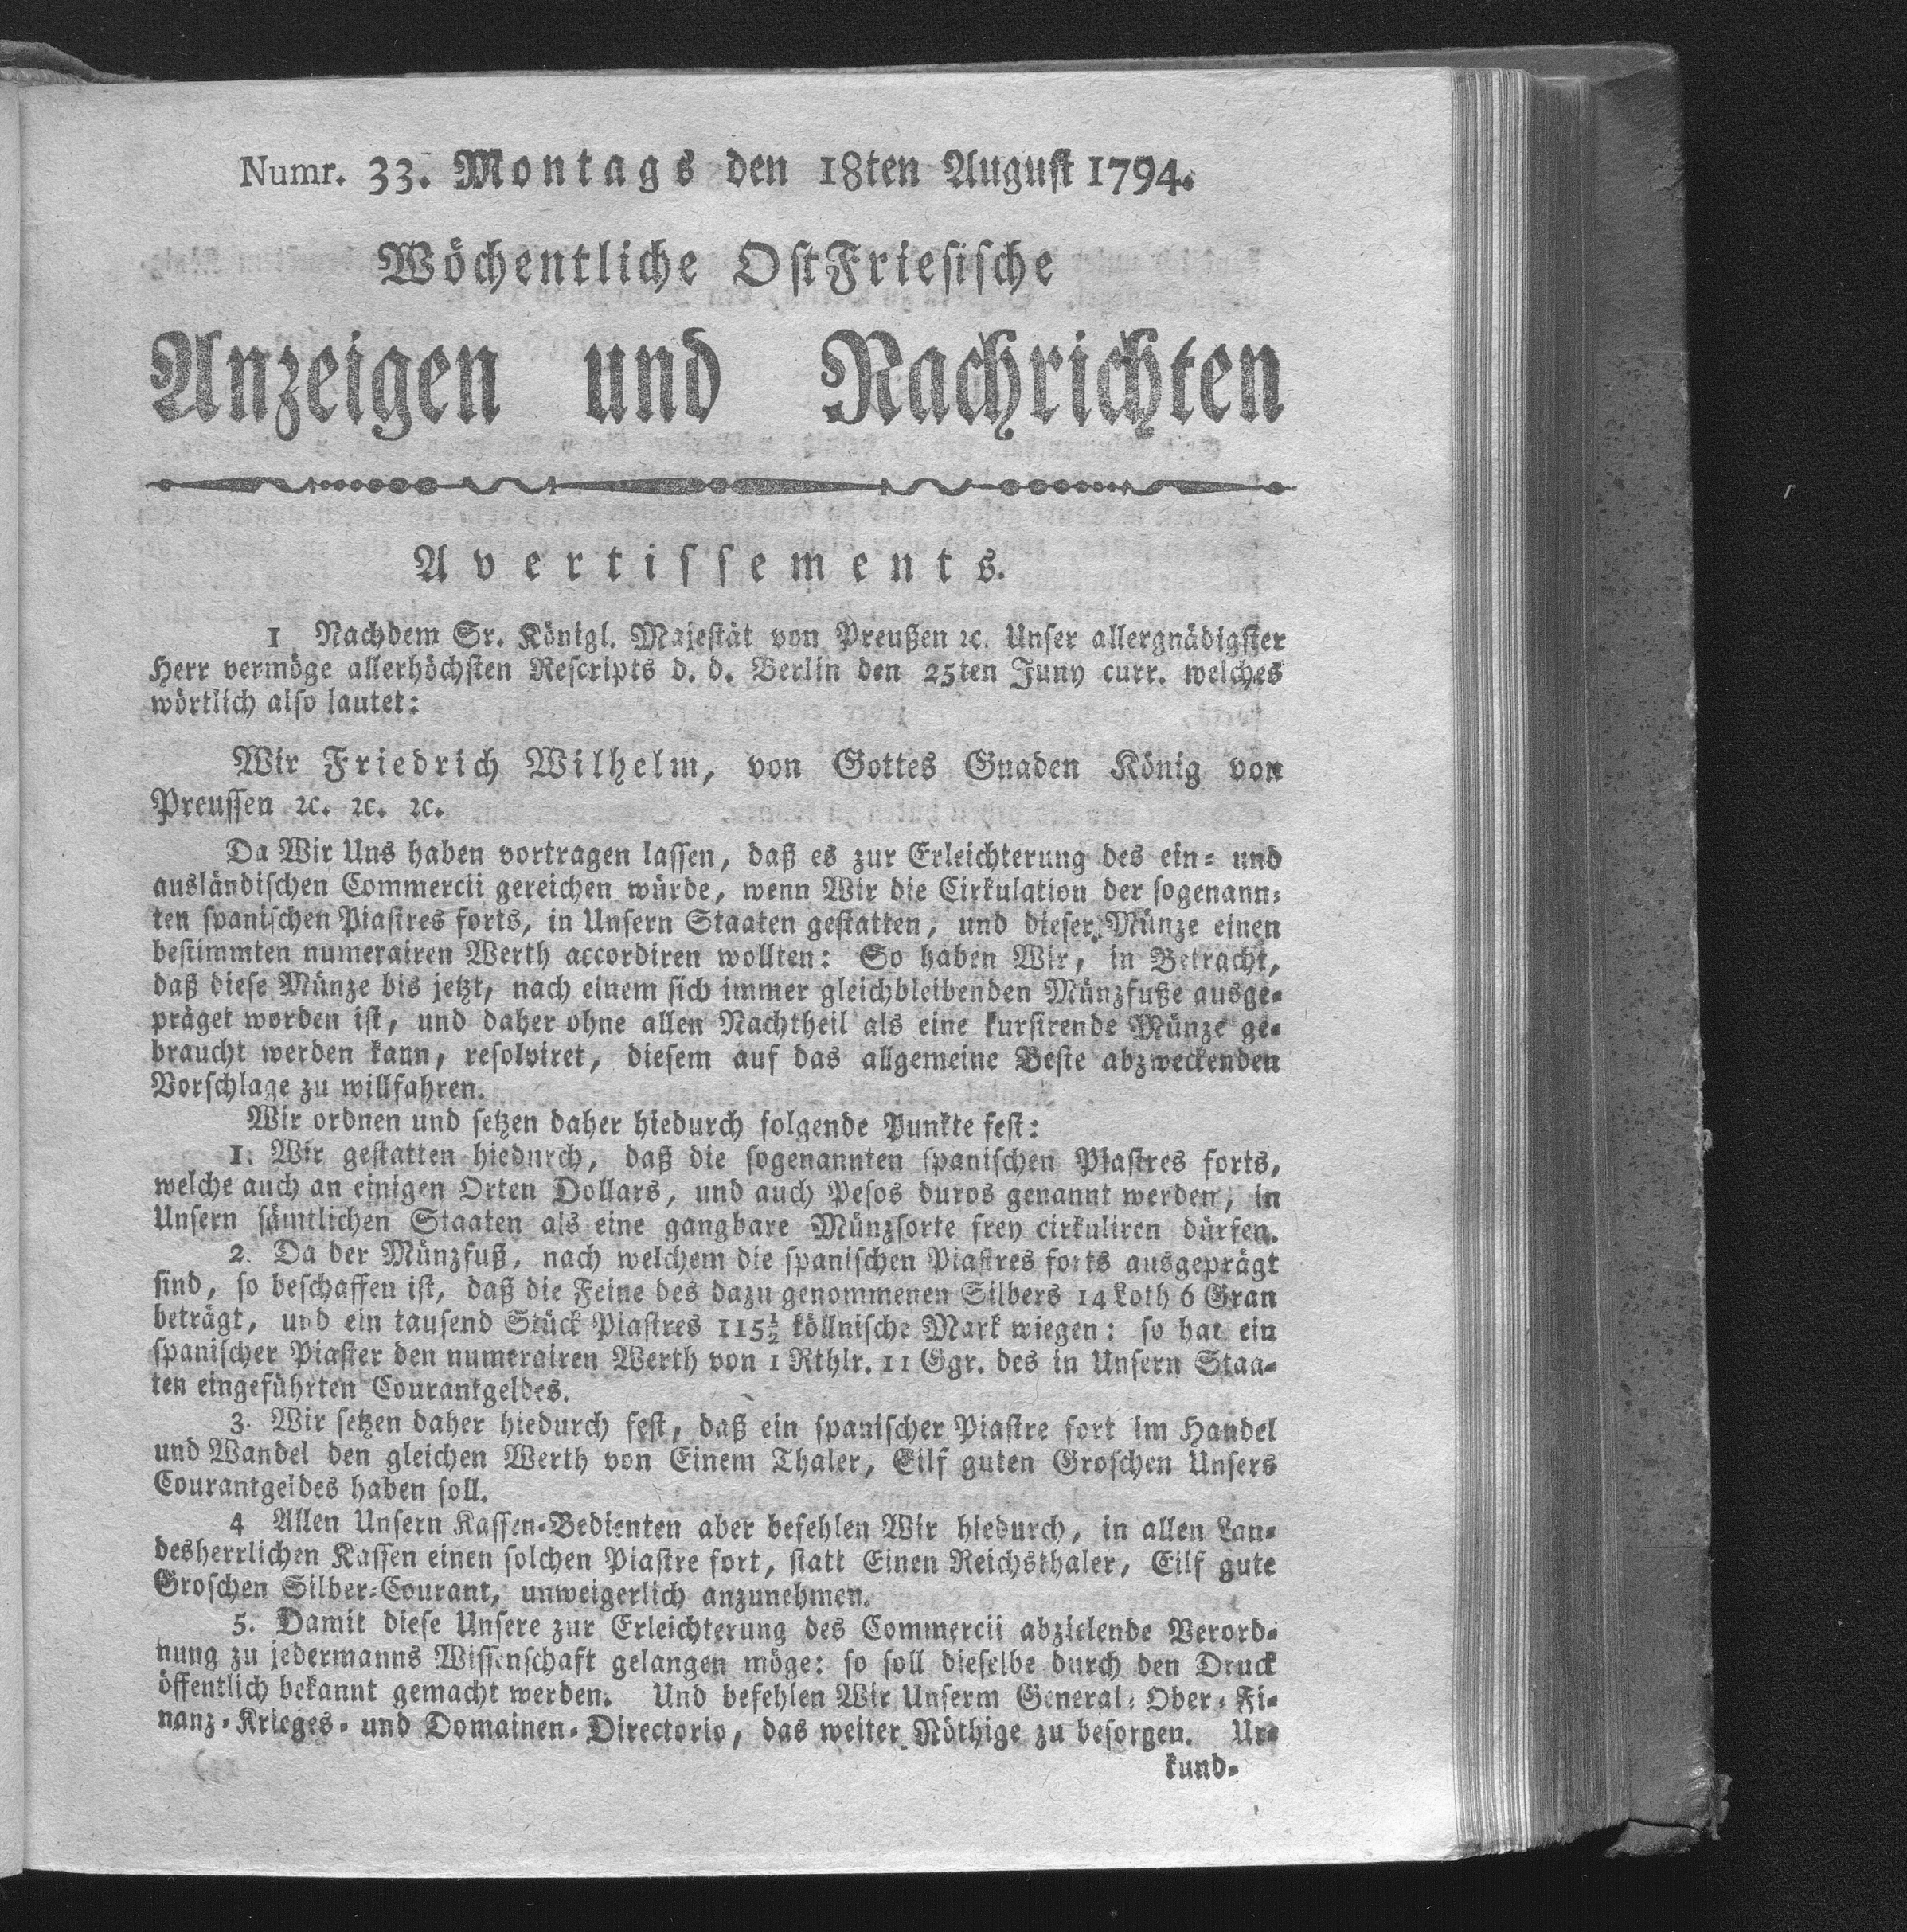 Numr. 33. Montags den 18ten August 1794.
Wöchentliche OstFriesische
Anzeigen und Nachrichten
Avertissements.
1 Nachdem Sr. Königl. Majestät von Preußen ꝛc. Unser allergnädigster
Herr vermöge allerhöchsten Rescripts d. d. Berlin den 25ten Juny curr. welches
wörtlich also lautet:
Wir Friedrich Wilhelm, von Gottes Gnaden König von
Preussen ꝛc. ꝛc. ꝛc.
Da Wir Uns haben vortragen lassen, daß es zur Erleichterung des ein- und
ausländischen Commercii gereichen würde, wenn Wir die Cirkulation der sogenann-
ten spanischen Piastres forts, in Unsern Staaten gestatten, und dieser Münze einen
bestimmten numerairen Werth accordiren wollten: So haben Wir, in Betracht,
daß diese Münze bis jetzt, nach einem sich immer gleichbleibenden Münzfuße ausge-
präget worden ist, und daher ohne allen Nachtheil als eine kursirende Münze ge-
braucht werden kann, resolviret, diesem auf das allgemeine Beste abzweckenden
Vorschlage zu willfahren.
Wir ordnen und setzen daher hiedurch folgende Punkte fest:
1. Wir gestatten hiedurch, daß die sogenannten spanischen Piastres forts,
welche auch an einigen Orten Dollars, und auch Pesos duros genannt werden, in
Unsern sämtlichen Staaten als eine gangbare Münzsorte frey cirkuliren dürfen.
2. Da der Münzfuß, nach welchem die spanischen Piastres forts ausgeprägt
sind, so beschaffen ist, daß die Feine des dazu genommenen Silbers 14 Loth 6 Gran
beträgt, und ein tausend Stück Piastres 115½ köllnische Mark wiegen: so hat ein
spanischer Piaster den numerairen Werth von 1 Rthlr. 11 Ggr. des in Unsern Staa-
ten eingeführten Courantgeldes.
3. Wir setzen daher hiedurch fest, daß ein spanischer Piastre fort im Handel
und Wandel den gleichen Werth von Einem Thaler, Eilf guten Groschen Unsers
Courantgeldes haben soll.
4 Allen Unsern Kassen-Bedienten aber befehlen Wir hiedurch, in allen Lan-
desherrlichen Kassen einen solchen Piastre fort, statt Einen Reichsthaler, Eilf gute
Groschen Silber-Courant, unweigerlich anzunehmen.
5. Damit diese Unsere zur Erleichterung des Commercii abzielende Verord-
nung zu jedermanns Wissenschaft gelangen möge: so soll dieselbe durch den Druck
öffentlich bekannt gemacht werden. Und befehlen Wir Unserm General-Ober-Fi-
nanz-Krieges- und Domainen-Directorio, das weiter Nöthige zu besorgen. Ur-
kund-